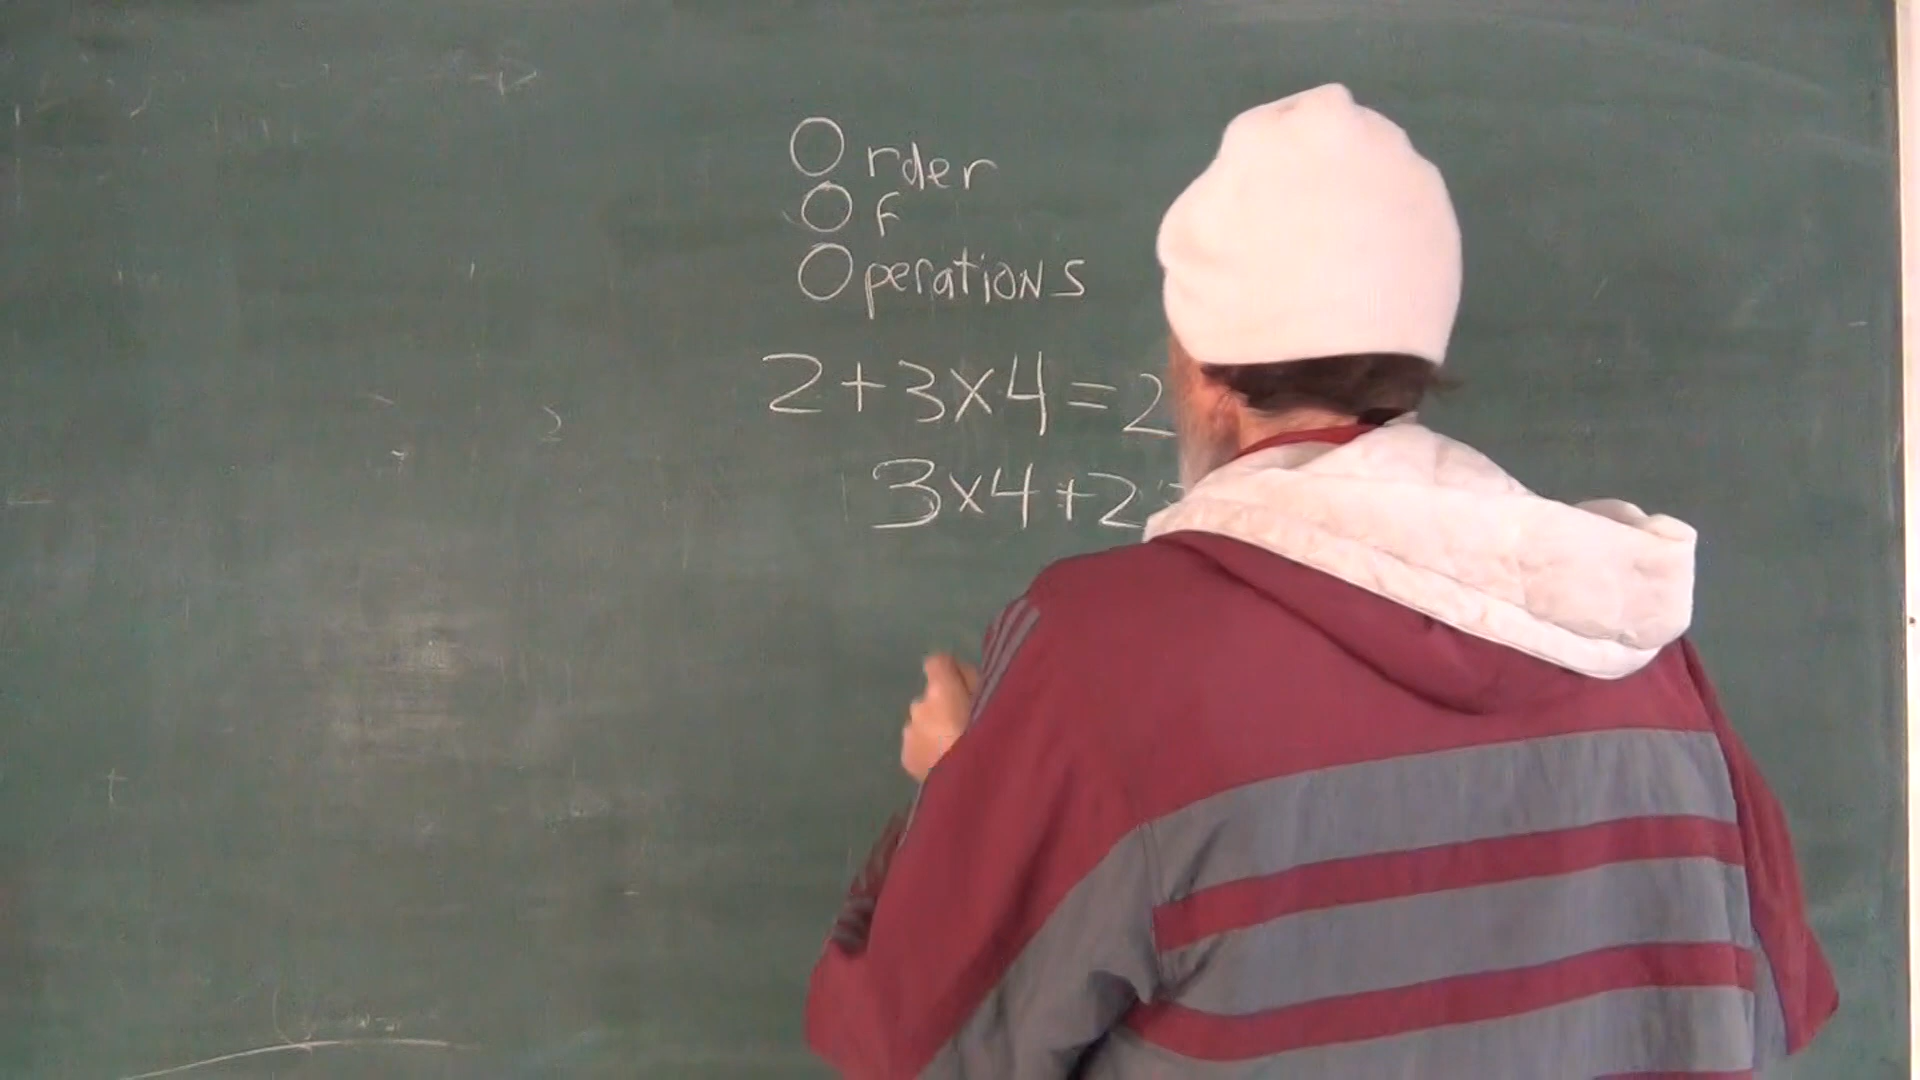 Order
Of
Operations
2+3x4=2
3x4+2